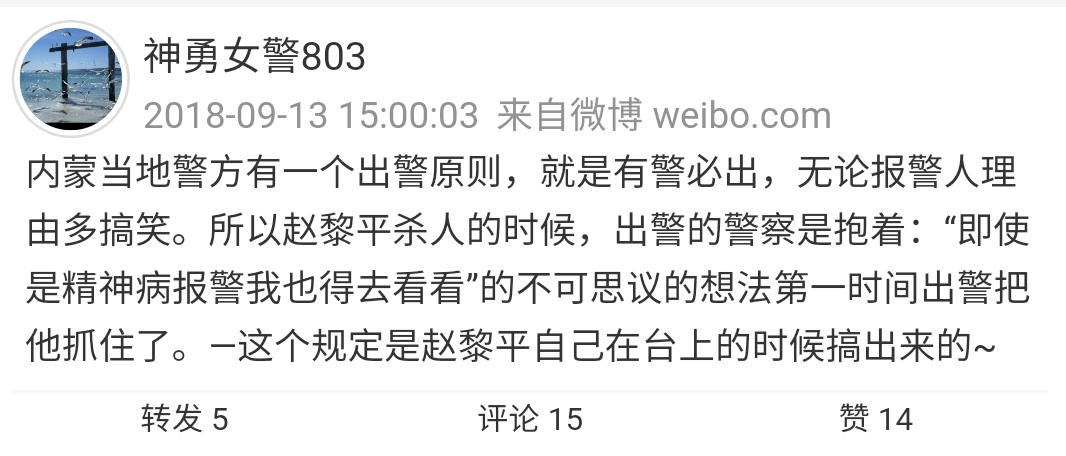 神勇女警803
2018-09-13 15:00:03 来自微博 weibo.com
内蒙当地警方有一个出警原则，就是有警必出，无论报警人理
由多搞笑。所以赵黎平杀人的时候，出警的警察是抱着：“即使
是精神病报警我也得去看看”的不可思议的想法第一时间出警把
他抓住了。—这个规定是赵黎平自己在台上的时候搞出来的~
转发 5 评论 15 赞 14